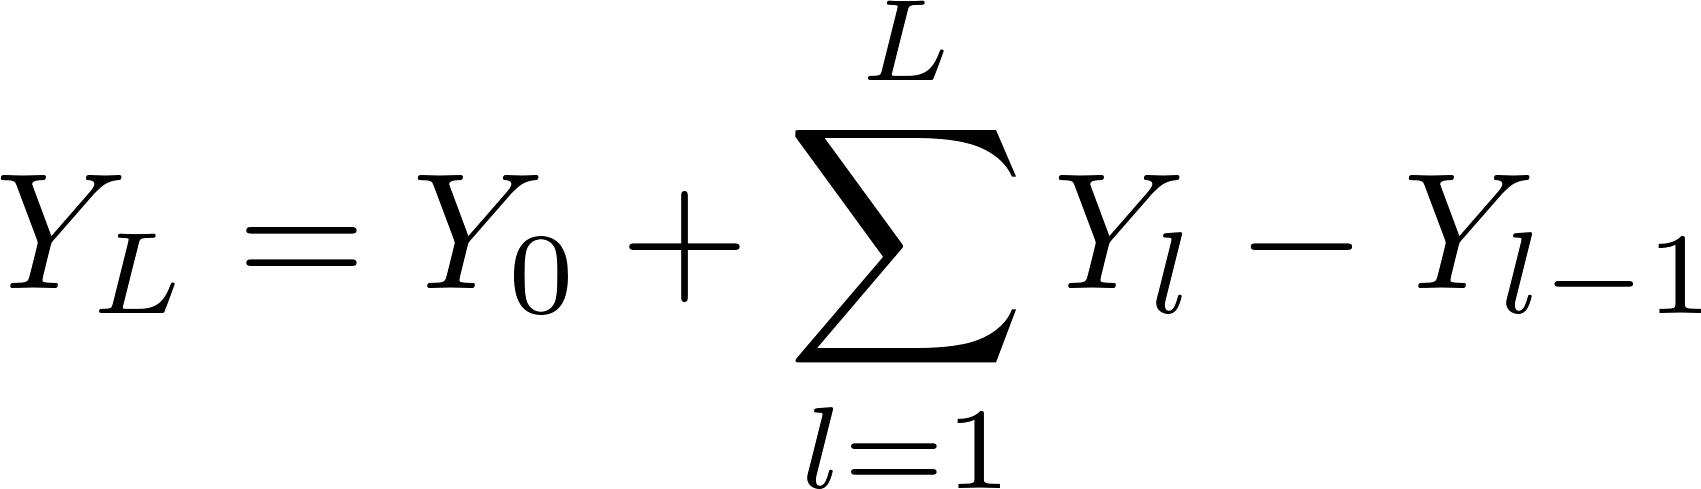 Y_L = Y_0 + \sum_{l=1}^{L} Y_l - Y_{l-1}